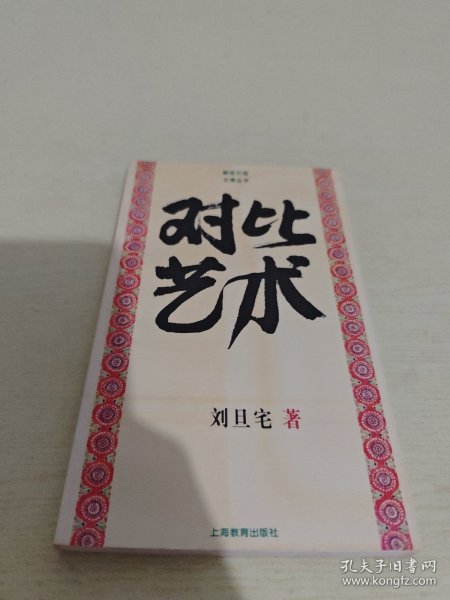 对比
艺术
刘旦宅 著
上海教育出版社
孔夫子旧书网
www.kongfz.com